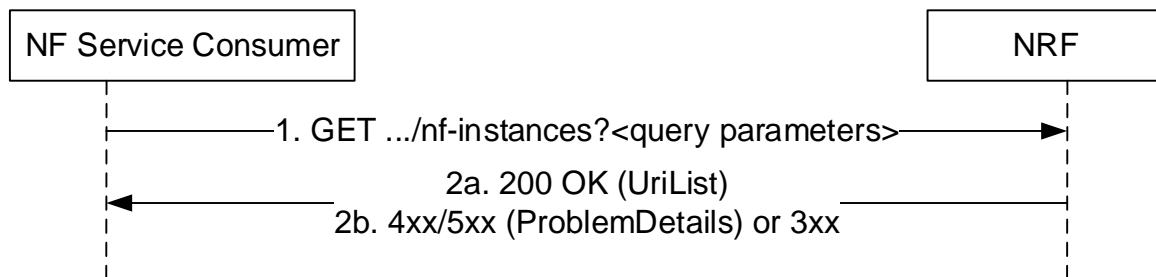 NF Service Consumer
NRF
1. GET .../nf-instances?<query parameters>
2a. 200 OK (UriList)
2b. 4xx/5xx (ProblemDetails) or 3xx